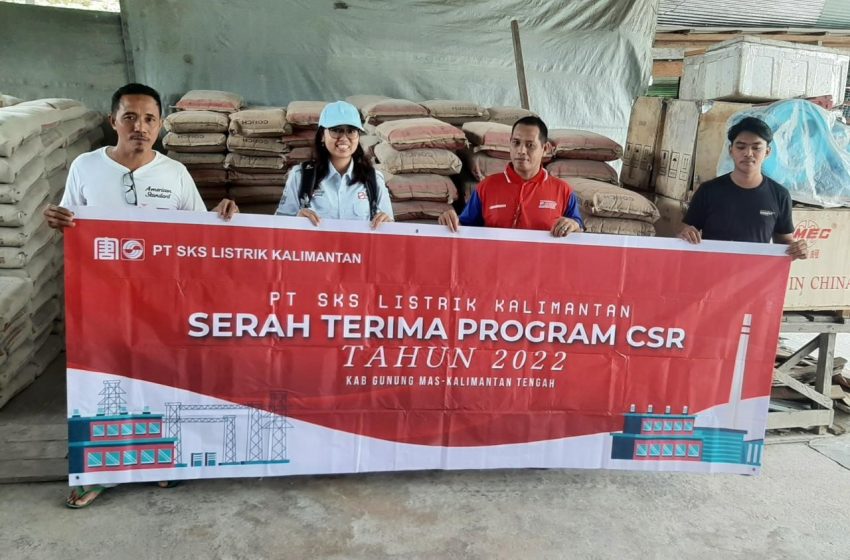 PT SKS LISTRIK KALIMANTAN
PT SKS LISTRIK KALIMANTAN
SERAH TERIMA PROGRAM CSR
TAHUN 2022
KAB GUNUNG MAS-KALIMANTAN TENGAH
American
Standard
MEG
IN CHINA